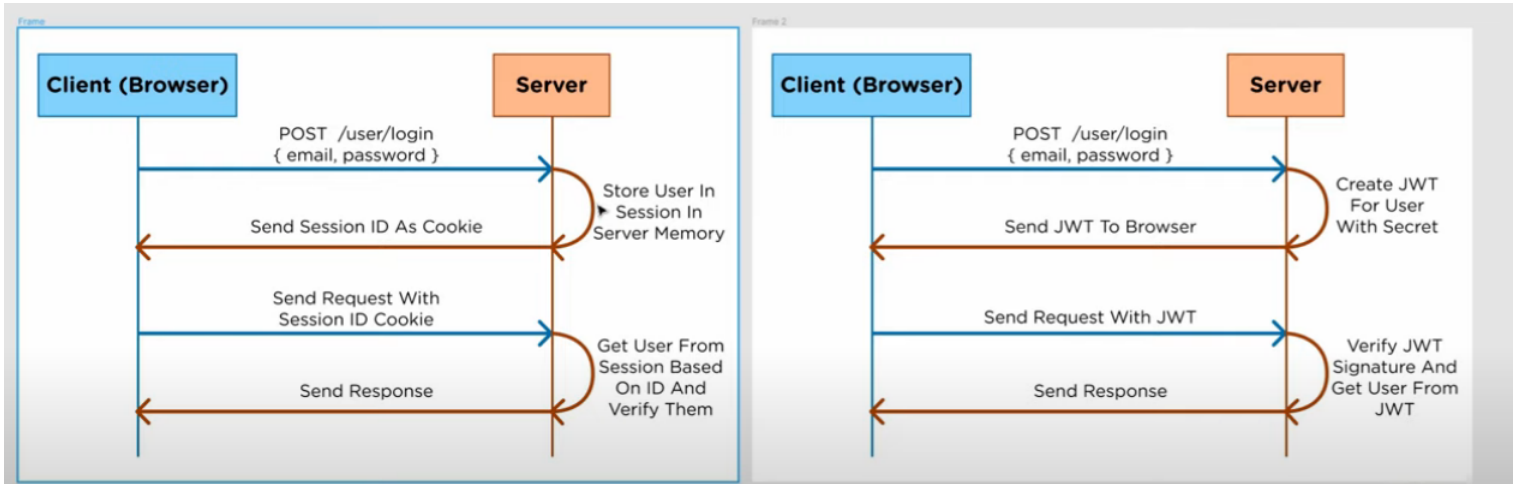 Frame
Client (Browser)
Server
POST /user/login
{ email, password }
Store User In
Session In
Server Memory
Send Session ID As Cookie
Send Request With
Session ID Cookie
Get User From
Session Based
On ID And
Verify Them
Send Response
Frame 2
Client (Browser)
Server
POST /user/login
{ email, password }
Create JWT
For User
With Secret
Send JWT To Browser
Send Request With JWT
Verify JWT
Signature And
Get User From
JWT
Send Response